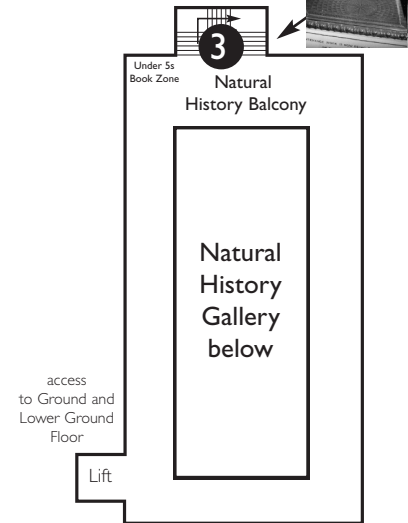 3
Under 5s
Book Zone
Natural
History Balcony
Natural
History
Gallery
below
access
to Ground and
Lower Ground
Floor
Lift